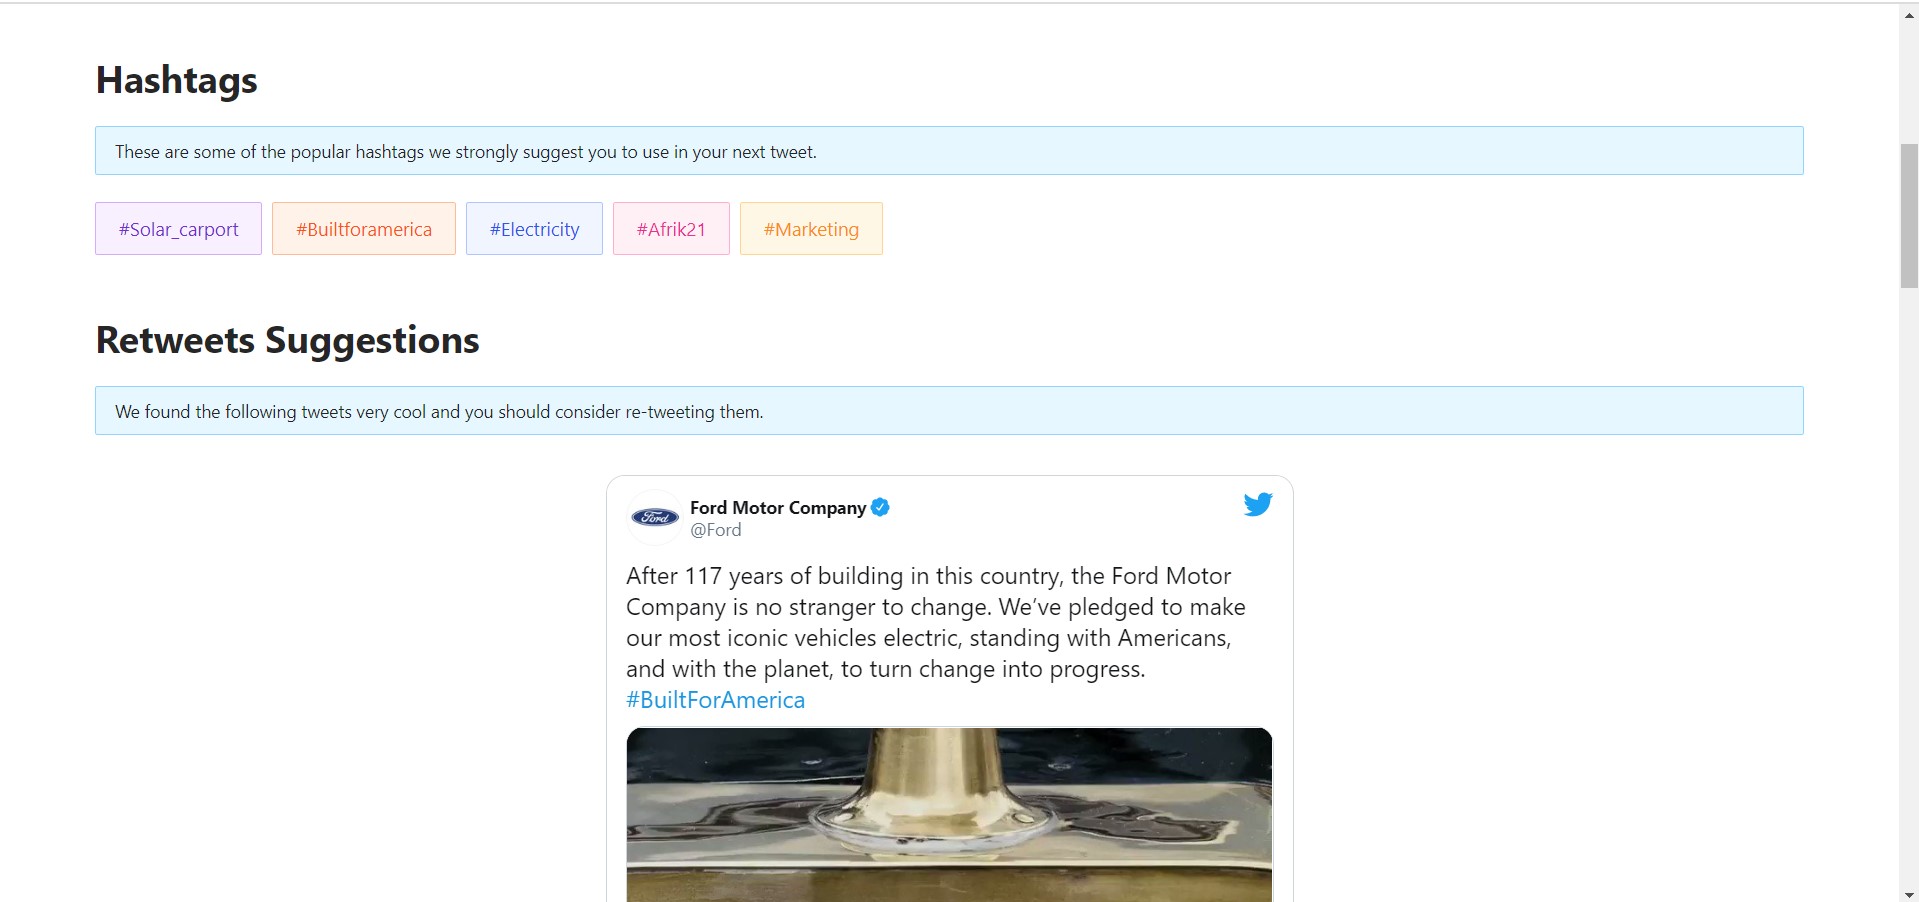 Hashtags
These are some of the popular hashtags we strongly suggest you to use in your next tweet.
#Solar_carport #Builtforamerica #Electricity #Afrik21 #Marketing
Retweets Suggestions
We found the following tweets very cool and you should consider re-tweeting them.
Ford
Ford Motor Company
@Ford
After 117 years of building in this country, the Ford Motor
Company is no stranger to change. We’ve pledged to make
our most iconic vehicles electric, standing with Americans,
and with the planet, to turn change into progress.
#BuiltForAmerica